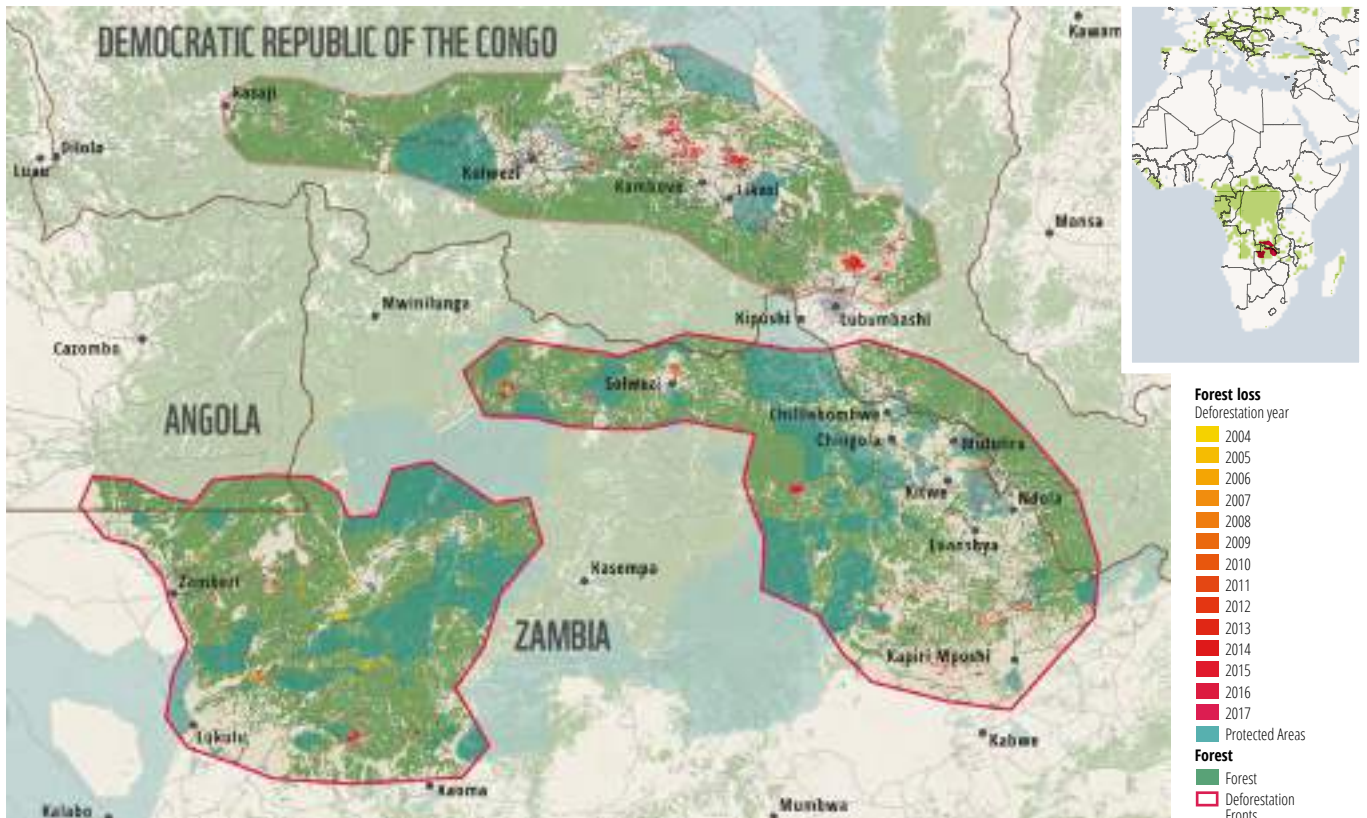 DEMOCRATIC REPUBLIC OF THE CONGO
Kasaji
Dilolo
Luau
Kolwezi
Kambove
Likasi
Mansa
Mwinilunga
Kipushi
Lubumbashi
Cazombo
Solwezi
ANGOLA
Chililabombwe
Chingola
Mufulira
Kitwe
Ndola
Luanshya
Zambezi
Kasempa
ZAMBIA
Kapiri Mposhi
Lukulu
Kabwe
Kaoma
Kalabo
Mumbwa
Forest loss
Deforestation year
2004
2005
2006
2007
2008
2009
2010
2011
2012
2013
2014
2015
2016
2017
Protected Areas
Forest
Forest
Deforestation
Fronts